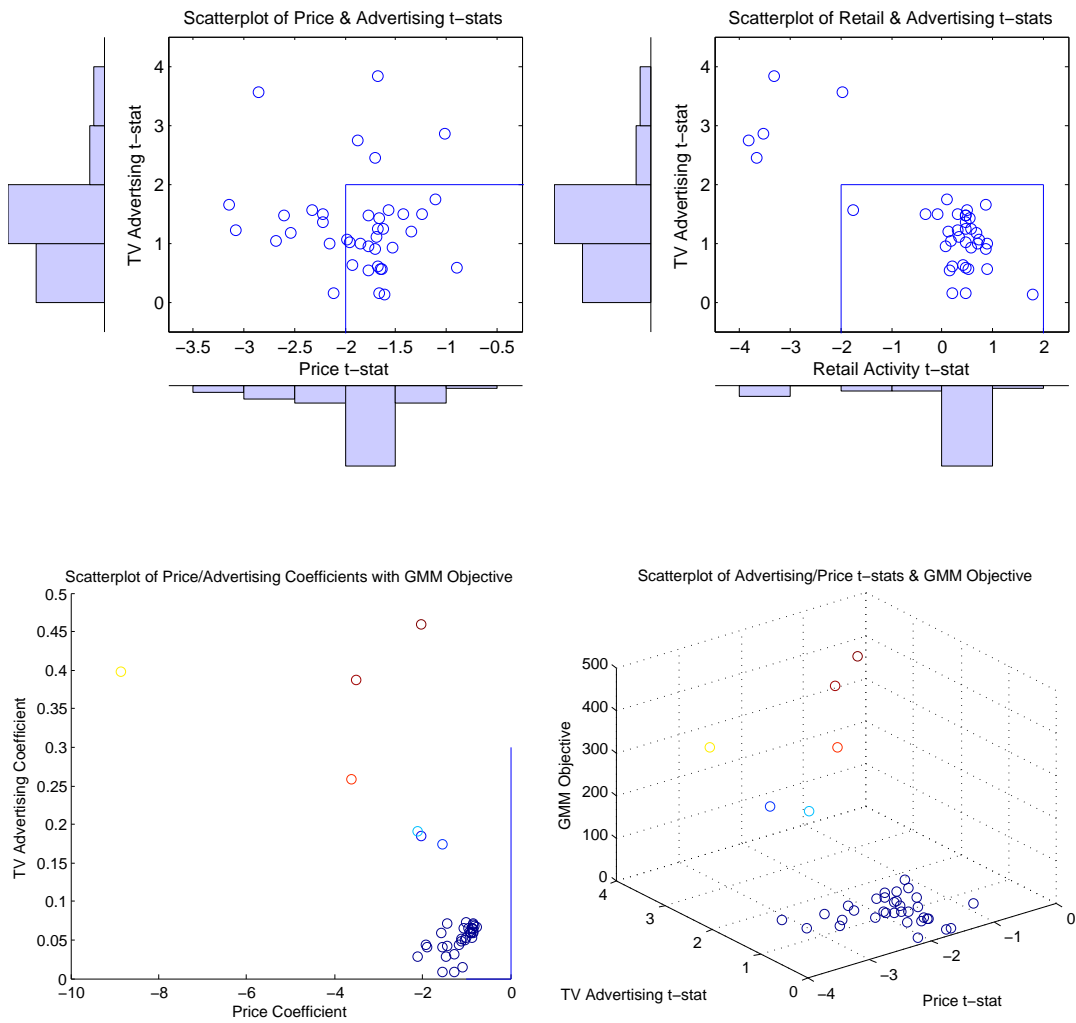 Scatterplot of Price & Advertising t−stats
4
3
2
1
0
TV Advertising t−stat
−3.5 −3 −2.5 −2 −1.5 −1 −0.5
Price t−stat
Scatterplot of Retail & Advertising t−stats
4
3
2
1
0
TV Advertising t−stat
−4 −3 −2 −1 0 1 2
Retail Activity t−stat
Scatterplot of Price/Advertising Coefficients with GMM Objective
0.5
0.45
0.4
0.35
0.3
0.25
0.2
0.15
0.1
0.05
0
TV Advertising Coefficient
−10 −8 −6 −4 −2 0
Price Coefficient
Scatterplot of Advertising/Price t−stats & GMM Objective
500
400
300
200
100
0
GMM Objective
4
3
2
1
0
TV Advertising t−stat
−4
−3
−2
−1
0
Price t−stat